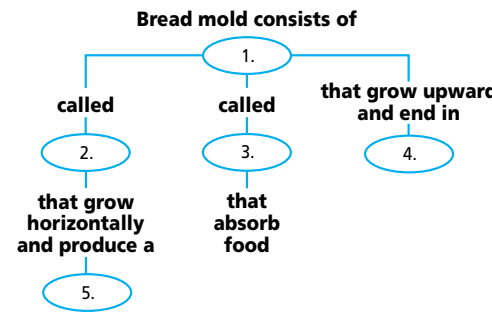 Bread mold consists of
1.
called
called
that grow upward
and end in
2.
3.
4.
that grow
horizontally
and produce a
that
absorb
food
5.